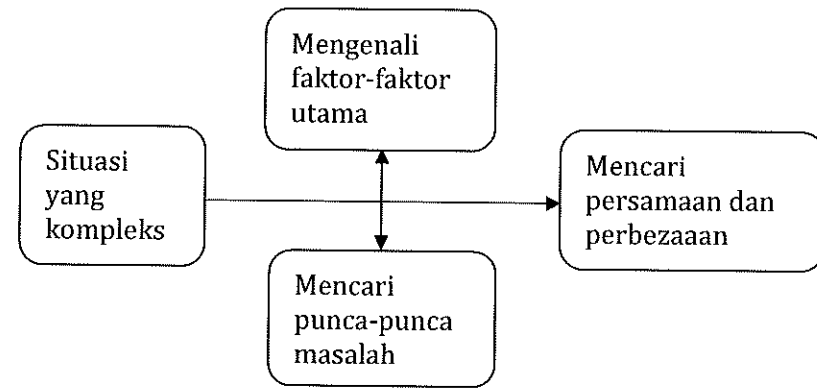 Mengenali
faktor-faktor
utama
Situasi
yang
kompleks
Mencari
persamaan dan
perbezaaan
Mencari
punca-punca
masalah